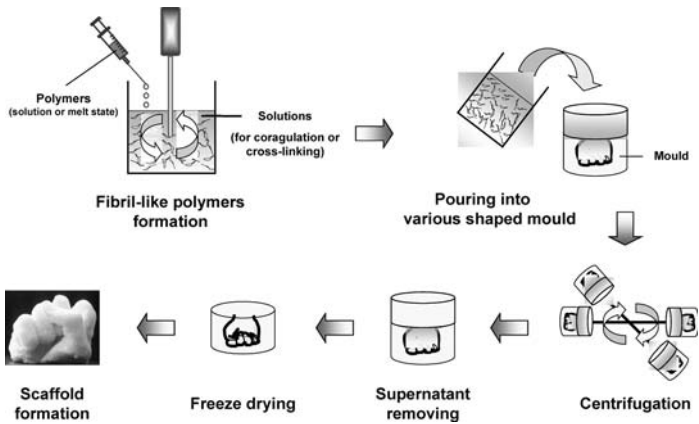 Polymers
(solution or melt state)
Solutions
(for coagulation or
cross-linking)
Fibril-like polymers
formation
Mould
Pouring into
various shaped mould
Scaffold
formation
Freeze drying
Supernatant
removing
Centrifugation